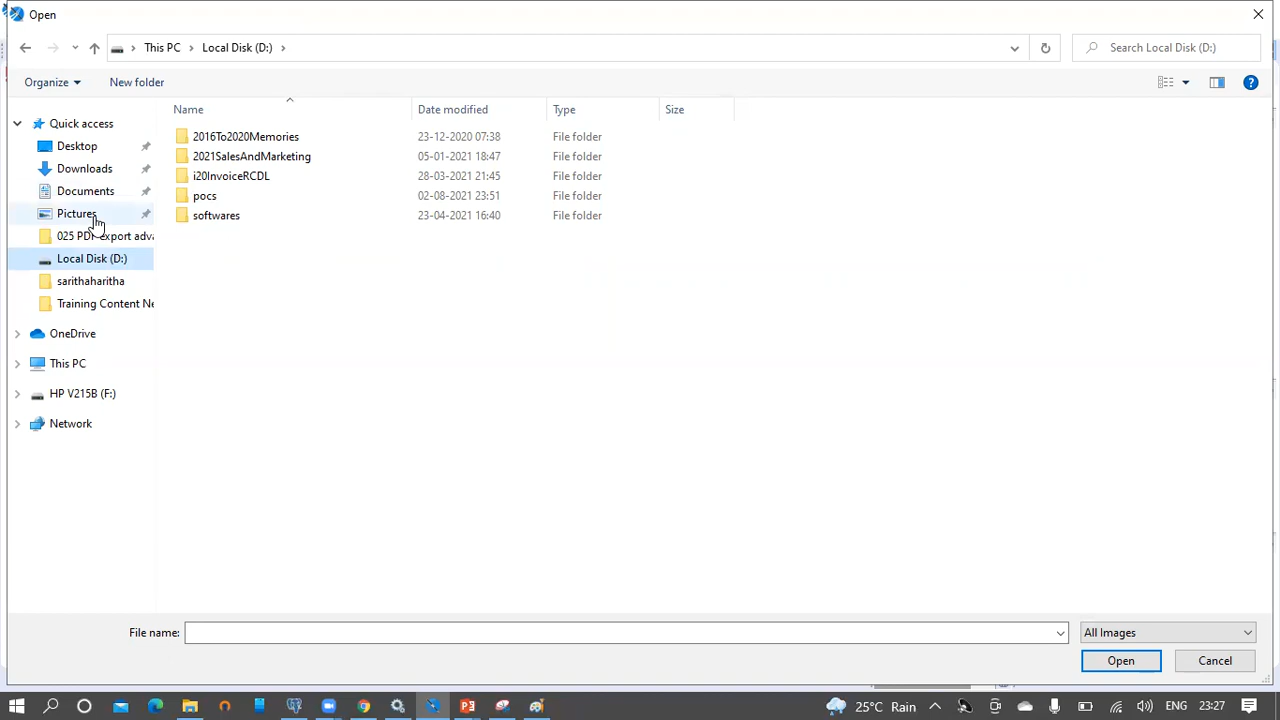 Open
This PC
Local Disk (D:)
Search Local Disk (D:)
Organize
New folder
Name
Date modified
Type
Size
Quick access
Desktop
Downloads
Documents
Pictures
025 PDF Export adva
Local Disk (D:)
sarithaharitha
Training Content Ne
OneDrive
This PC
HP V215B (F:)
Network
2016To2020Memories 23-12-2020 07:38 File folder
2021SalesAndMarketing 05-01-2021 18:47 File folder
i20InvoiceRCDL 28-03-2021 21:45 File folder
pocs 02-08-2021 23:51 File folder
softwares 23-04-2021 16:40 File folder
File name:
All Images
Open
Cancel
25°C Rain
ENG
23:27